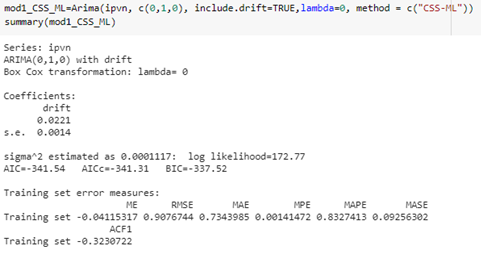 mod1_CSS_ML=Arima(ipvn, c(0,1,0), include.drift=TRUE,lambda=0, method = c("CSS-ML"))
summary(mod1_CSS_ML)
Series: ipvn
ARIMA(0,1,0) with drift
Box Cox transformation: lambda= 0
Coefficients:
drift
0.0221
s.e. 0.0014
sigma^2 estimated as 0.0001117: log likelihood=172.77
AIC=-341.54 AICc=-341.31 BIC=-337.52
Training set error measures:
ME RMSE MAE MPE MAPE MASE
Training set -0.04115317 0.9076744 0.7343985 0.00141472 0.8327413 0.09256302
ACF1
Training set -0.3230722